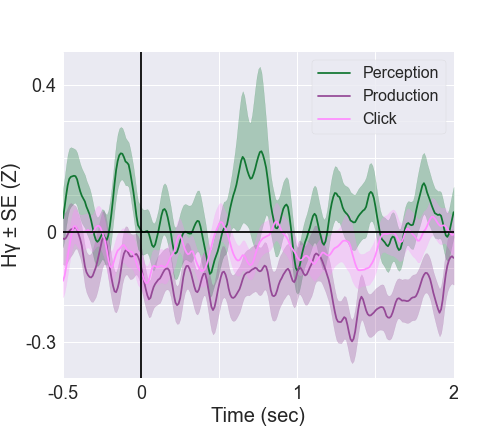 Perception
Production
Click
Hγ ± SE (Z)
0.4
0
-0.3
-0.5
0
1
2
Time (sec)